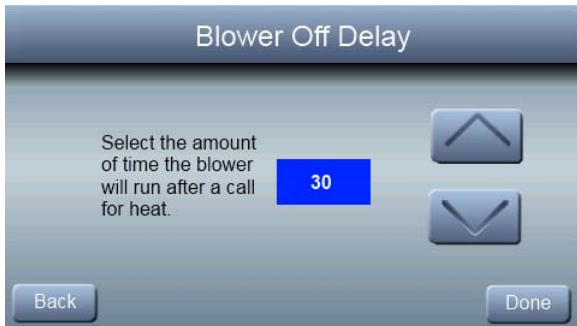 Blower Off Delay
Select the amount
of time the blower
will run after a call
for heat.
30
Back
Done